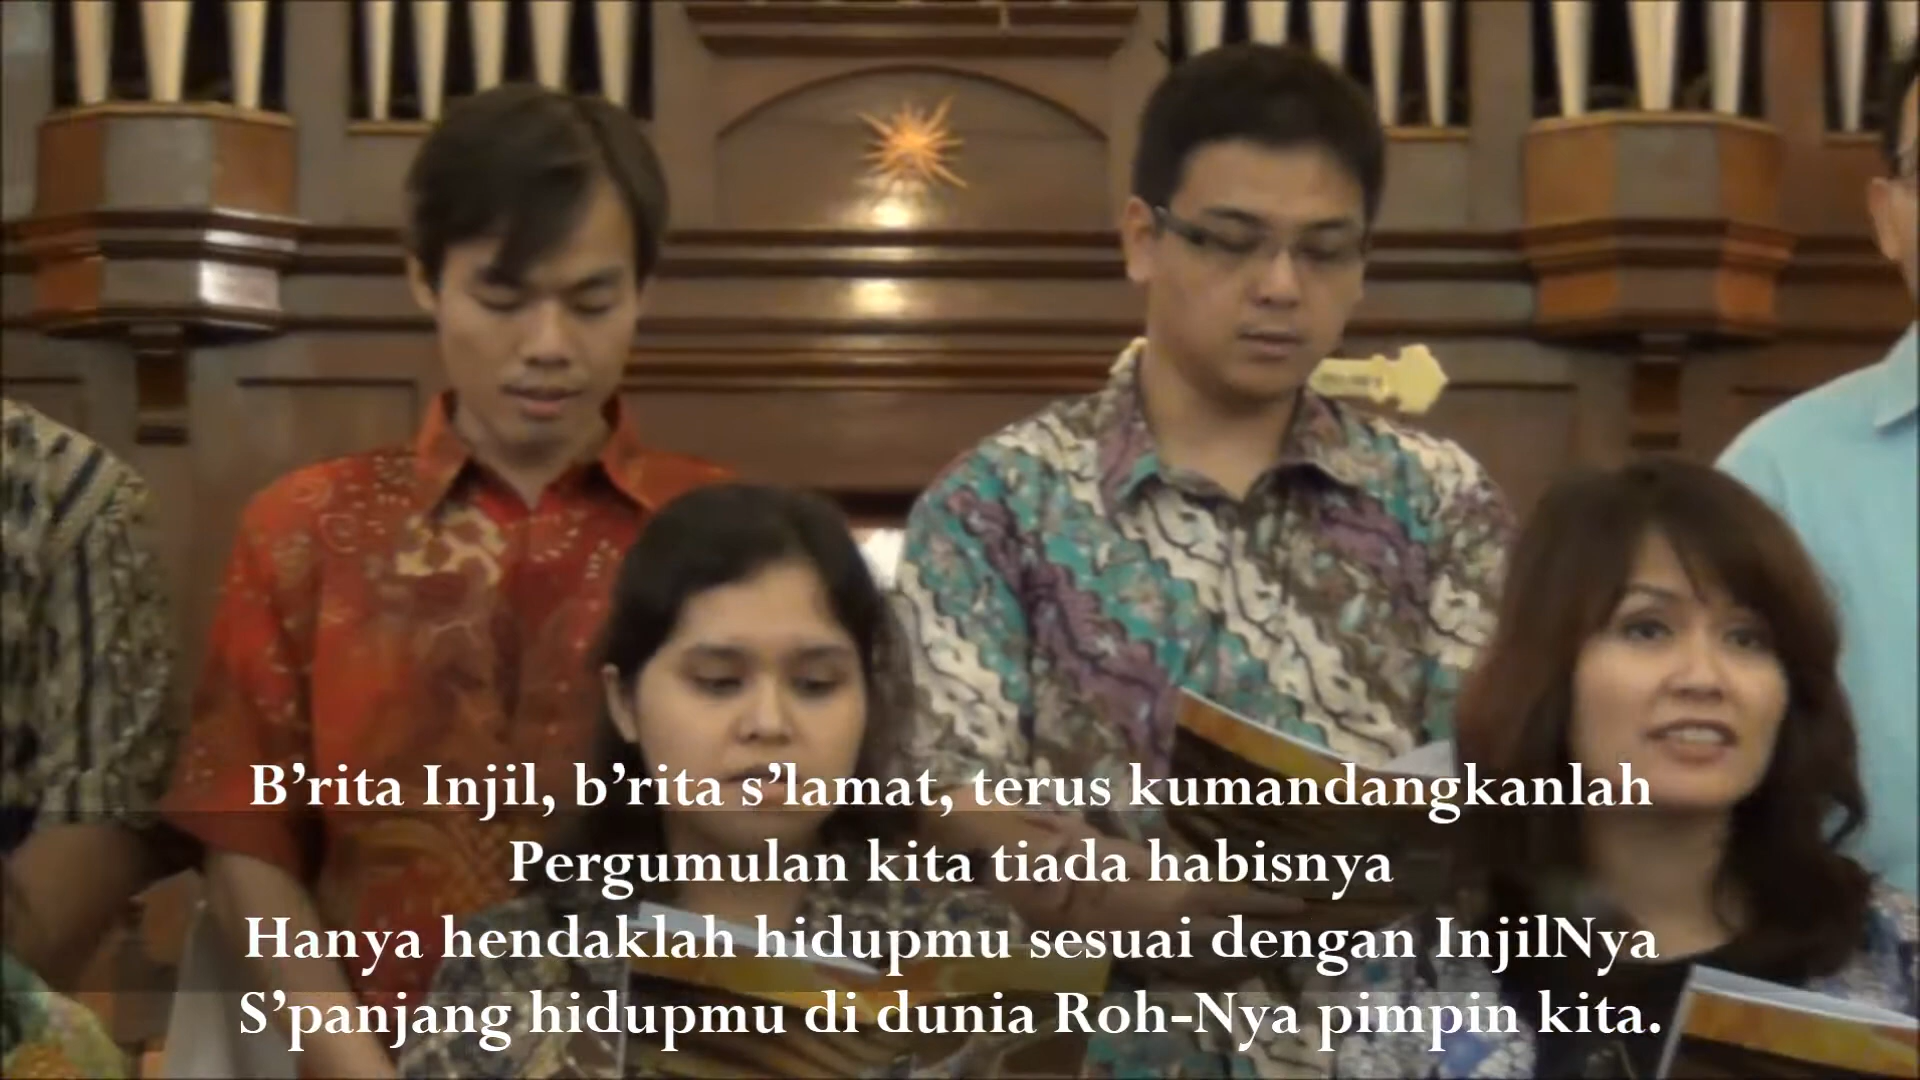 B’rita Injil, b’rita s’lamat, terus kumandangkanlah
Pergumulan kita tiada habisnya
Hanya hendaklah hidupmu sesuai dengan InjilNya
S’panjang hidupmu di dunia Roh-Nya pimpin kita.